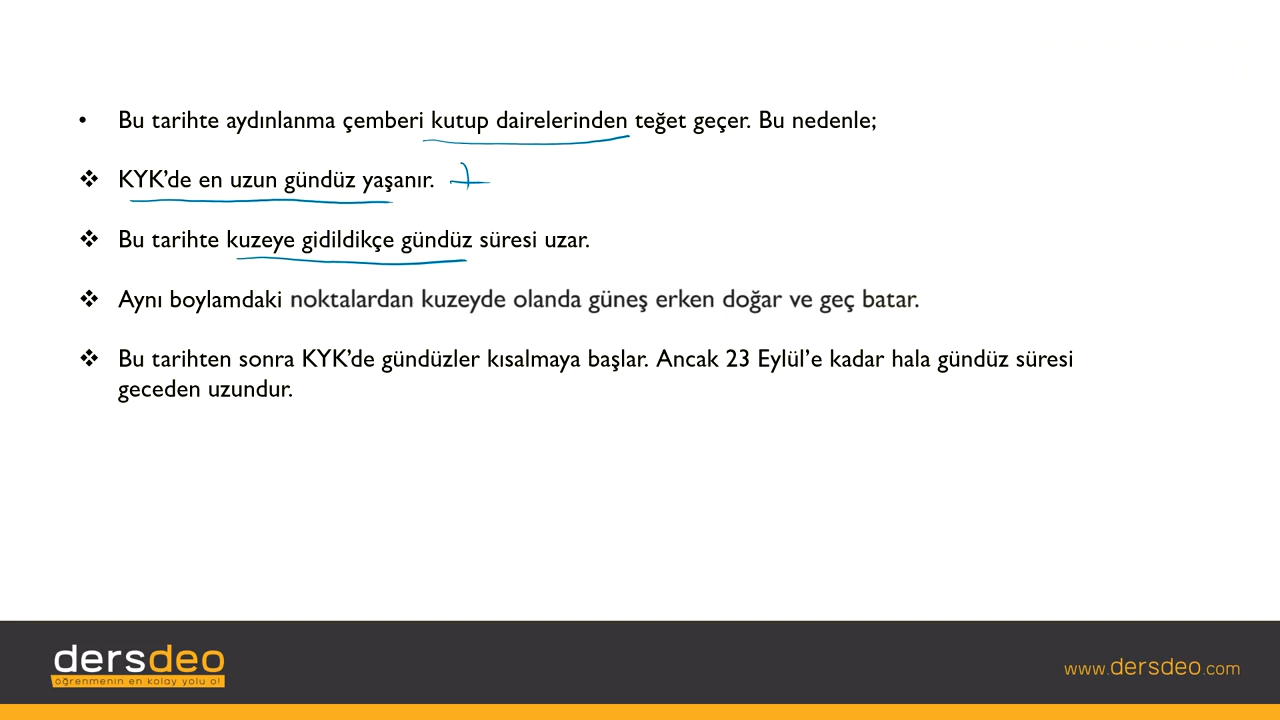 • Bu tarihte aydınlanma çemberi kutup dairelerinden teğet geçer. Bu nedenle;
❖ KYK’de en uzun gündüz yaşanır.
❖ Bu tarihte kuzeye gidildikçe gündüz süresi uzar.
❖ Aynı boylamdaki noktalardan kuzeyde olanda güneş erken doğar ve geç batar.
❖ Bu tarihten sonra KYK’de gündüzler kısalmaya başlar. Ancak 23 Eylül’e kadar hala gündüz süresi
geceden uzundur.
dersdeo
öğrenmenin en kolay yolu o!
www.dersdeo.com